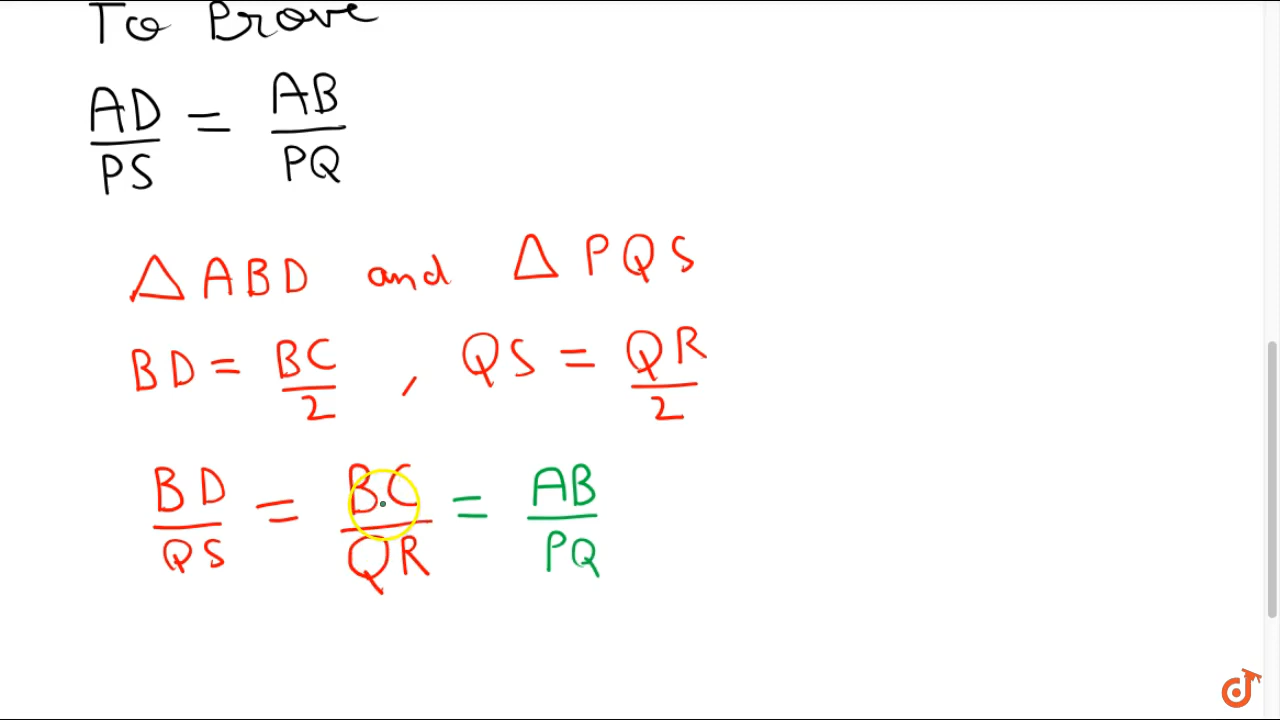 To Prove
AD/PS = AB/PQ
△ABD and △PQS
BD = BC/2 , QS = QR/2
BD/QS = BC/QR = AB/PQ